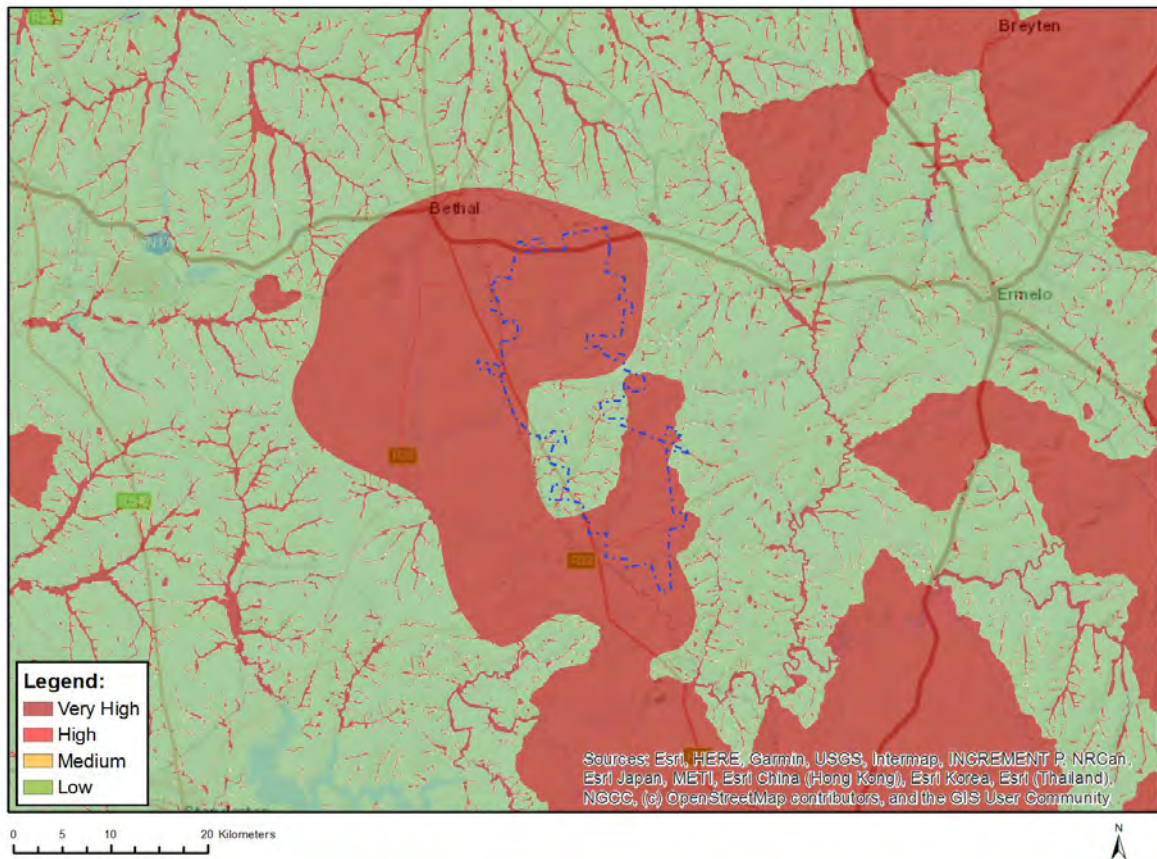 Breyten
Bethal
N17
Ermelo
R38
Legend:
Very High
High
Medium
Low
Sources: Esri, HERE, Garmin, USGS, Intermap, INCREMENT P, NRCan,
Esri Japan, METI, Esri China (Hong Kong), Esri Korea, Esri (Thailand),
NGCC, (c) OpenStreetMap contributors, and the GIS User Community
0 5 10 20 Kilometers
N